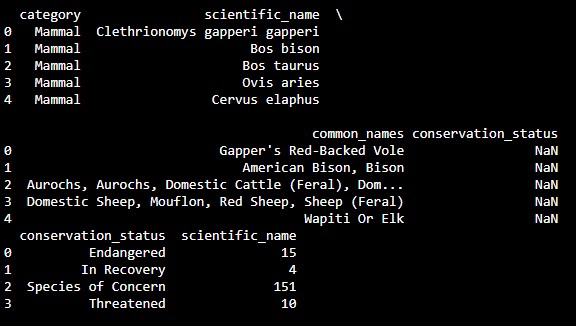 category scientific_name \
0 Mammal Clethrionomys gapperi gapperi
1 Mammal Bos bison
2 Mammal Bos taurus
3 Mammal Ovis aries
4 Mammal Cervus elaphus
common_names conservation_status
0 Gapper's Red-Backed Vole NaN
1 American Bison, Bison NaN
2 Aurochs, Aurochs, Domestic Cattle (Feral), Dom... NaN
3 Domestic Sheep, Mouflon, Red Sheep, Sheep (Feral) NaN
4 Wapiti Or Elk NaN
conservation_status scientific_name
0 Endangered 15
1 In Recovery 4
2 Species of Concern 151
3 Threatened 10